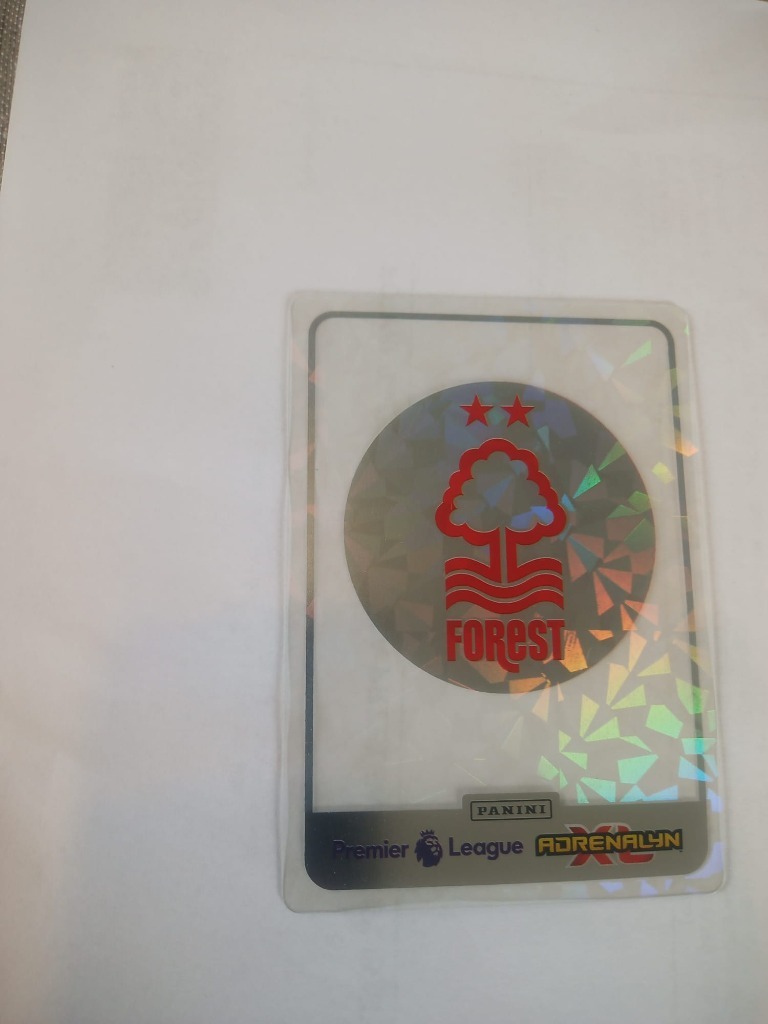 FOREST
PANINI
Premier League
ADRENALYN XL